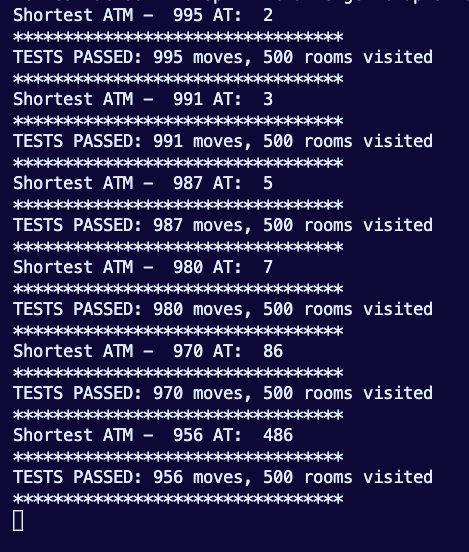 Shortest ATM –  995 AT:  2
*********************************
TESTS PASSED: 995 moves, 500 rooms visited
*********************************
Shortest ATM –  991 AT:  3
*********************************
TESTS PASSED: 991 moves, 500 rooms visited
*********************************
Shortest ATM –  987 AT:  5
*********************************
TESTS PASSED: 987 moves, 500 rooms visited
*********************************
Shortest ATM –  980 AT:  7
*********************************
TESTS PASSED: 980 moves, 500 rooms visited
*********************************
Shortest ATM –  970 AT:  86
*********************************
TESTS PASSED: 970 moves, 500 rooms visited
*********************************
Shortest ATM –  956 AT:  486
*********************************
TESTS PASSED: 956 moves, 500 rooms visited
*********************************